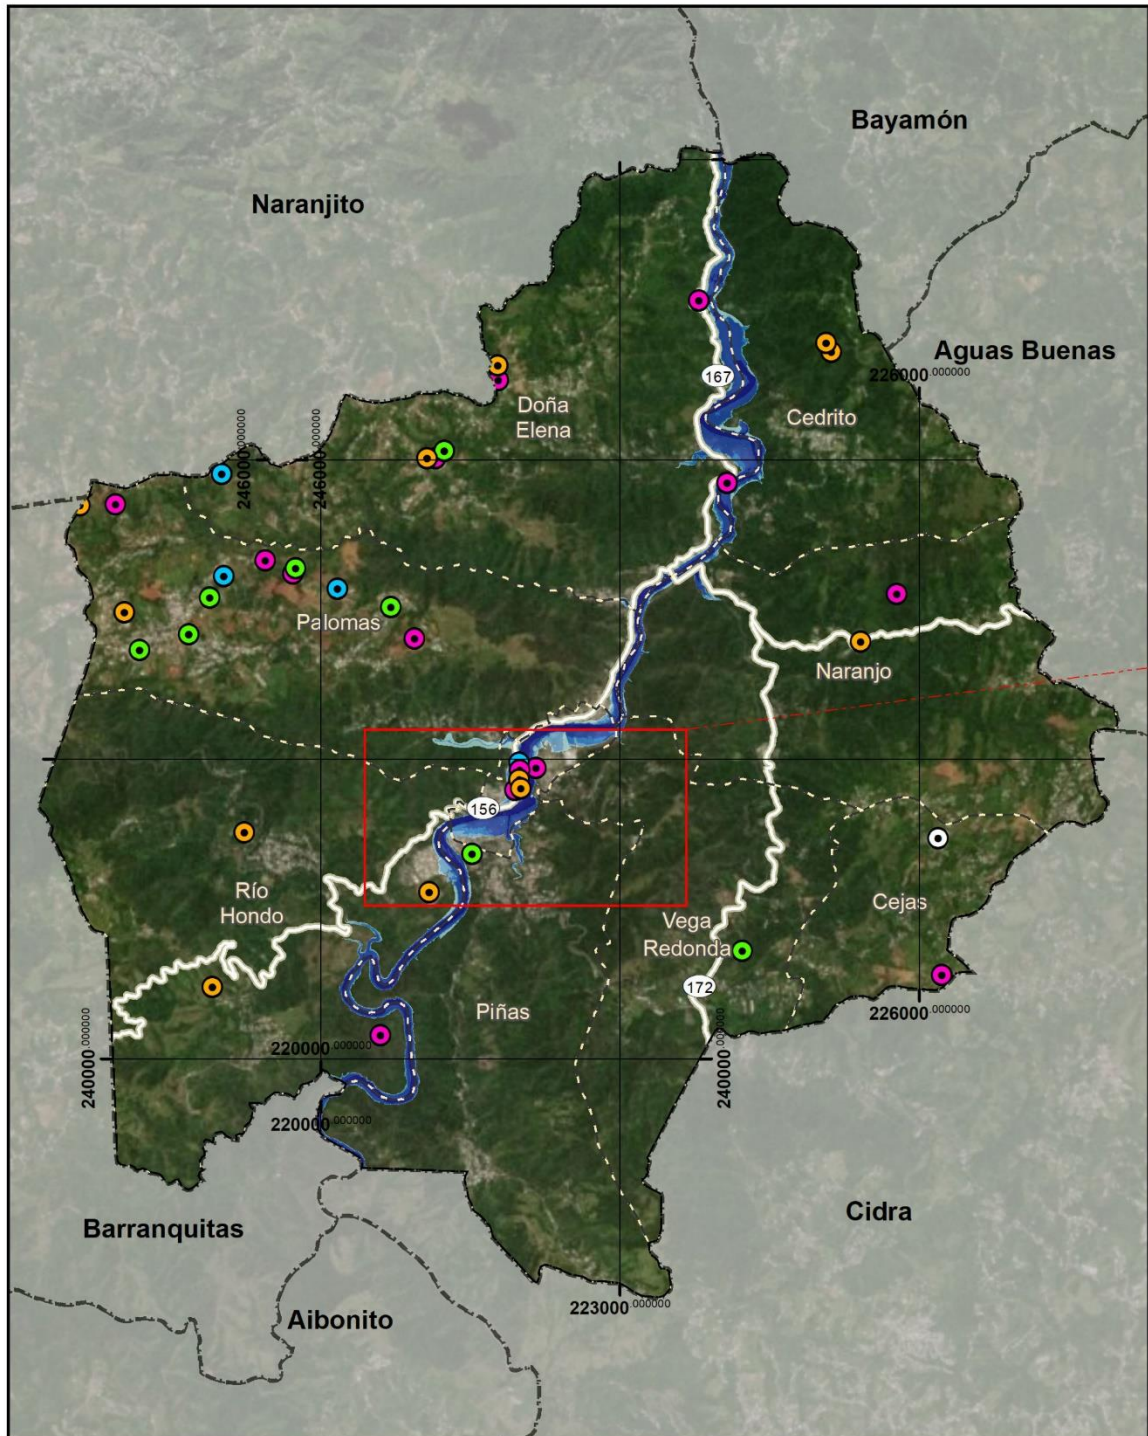 Bayamón
Naranjito
Aguas Buenas
226000.000000
167
Doña
Elena
Cedrito
246000.000000
246000.000000
Palomas
Naranjo
156
Río
Hondo
Cejas
Vega
Redonda
172
Piñas
226000.000000
240000.000000
220000.000000
240000.000000
220000.000000
Barranquitas
Cidra
223000.000000
Aibonito